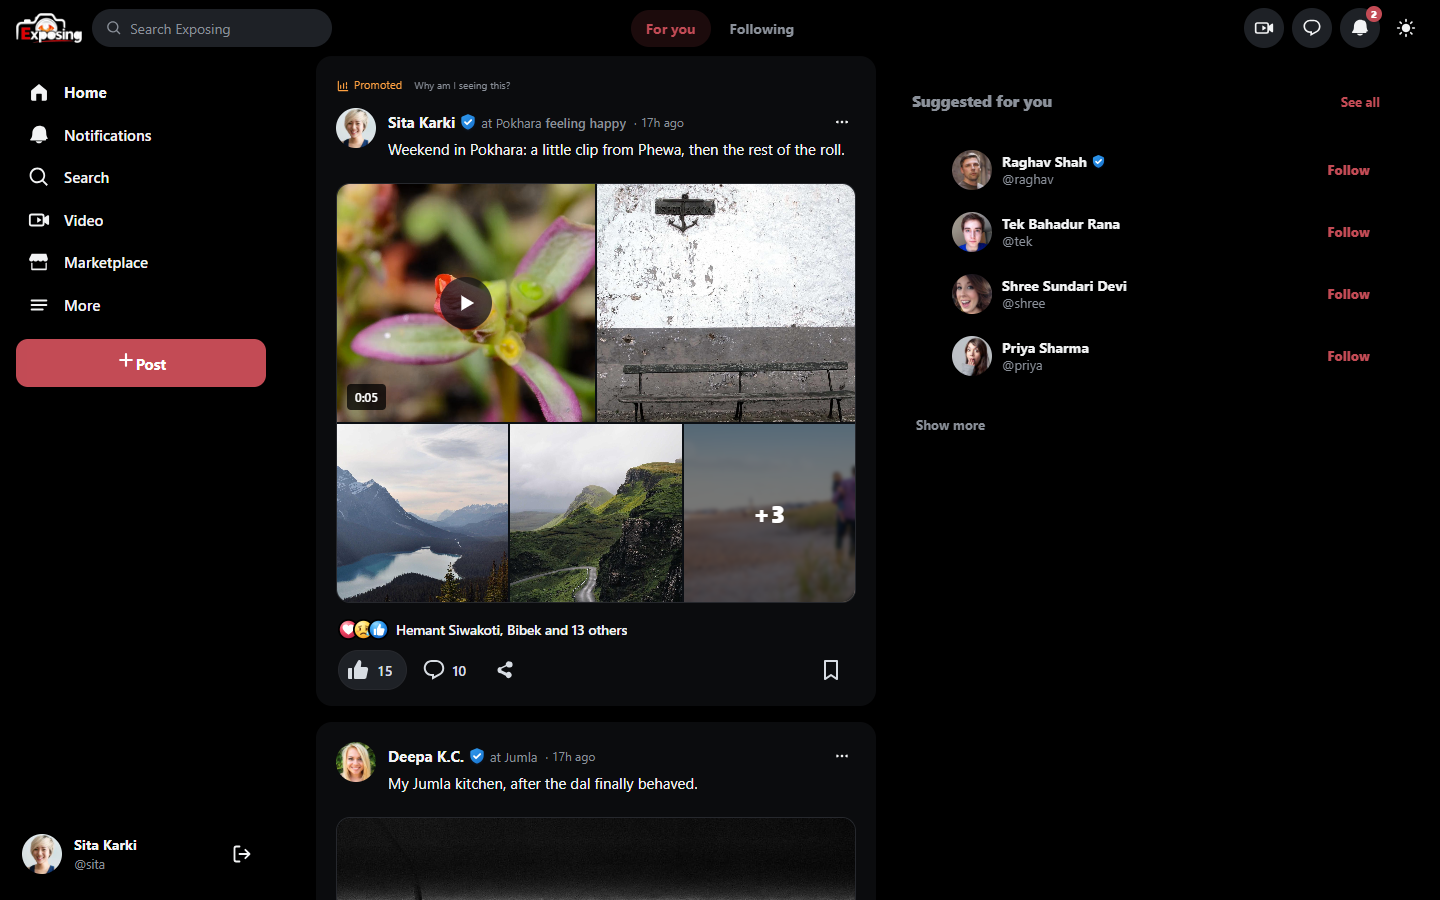 Exposing
Search Exposing
For you
Following
2
Home
Notifications
Search
Video
Marketplace
More
Post
Sita Karki
@sita
Promoted Why am I seeing this?
Sita Karki at Pokhara feeling happy · 17h ago
Weekend in Pokhara: a little clip from Phewa, then the rest of the roll.
0:05
+3
Hemant Siwakoti, Bibek and 13 others
15
10
Deepa K.C. at Jumla · 17h ago
My Jumla kitchen, after the dal finally behaved.
Suggested for you
See all
Raghav Shah
@raghav
Follow
Tek Bahadur Rana
@tek
Follow
Shree Sundari Devi
@shree
Follow
Priya Sharma
@priya
Follow
Show more